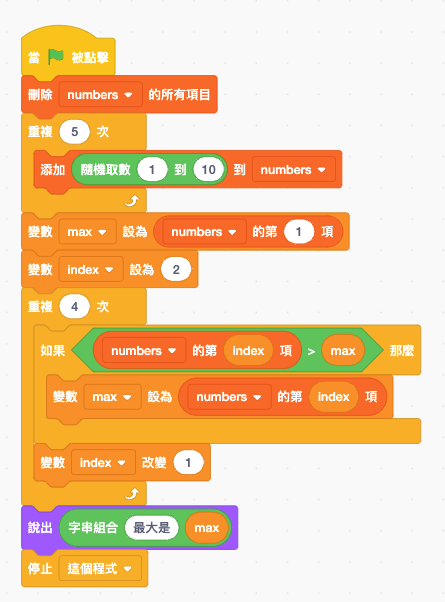 當 被點擊
刪除 numbers 的所有項目
重複 5 次
添加 隨機取數 1 到 10 到 numbers
變數 max 設為 numbers 的第 1 項
變數 index 設為 2
重複 4 次
如果 numbers 的第 index 項 > max 那麼
變數 max 設為 numbers 的第 index 項
變數 index 改變 1
說出 字串組合 最大是 max
停止 這個程式